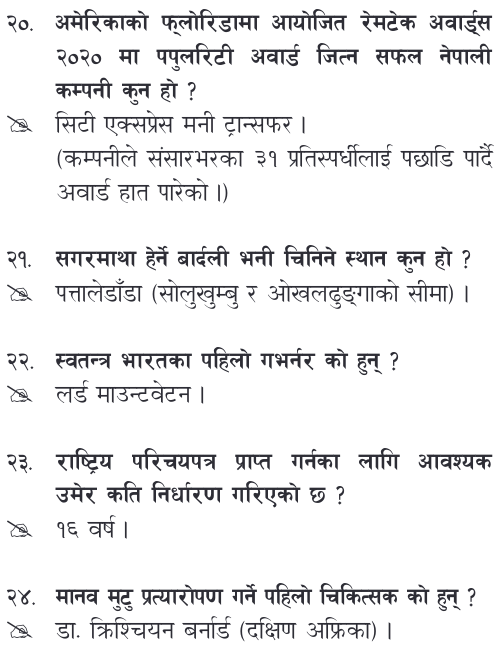 २०. अमेरिकाको फ्लोरिडामा आयोजित रेमटेक अवार्ड्स
२०२० मा पपुलरिटी अवार्ड जित्न सफल नेपाली
कम्पनी कुन हो ?
सिटी एक्सप्रेस मनी ट्रान्सफर ।
(कम्पनीले संसारभरका ३१ प्रतिस्पर्धीलाई पछाडि पार्दै
अवार्ड हात पारेको ।)
२१. सगरमाथा हेर्ने बार्दली भनी चिनिने स्थान कुन हो ?
पत्तालेडाँडा (सोलुखुम्बु र ओखलढुङ्गाको सीमा) ।
२२. स्वतन्त्र भारतका पहिलो गभर्नर को हुन् ?
लर्ड माउन्टवेटन ।
२३. राष्ट्रिय परिचयपत्र प्राप्त गर्नका लागि आवश्यक
उमेर कति निर्धारण गरिएको छ ?
१६ वर्ष ।
२४. मानव मुटु प्रत्यारोपण गर्ने पहिलो चिकित्सक को हुन् ?
डा. क्रिश्चियन बर्नार्ड (दक्षिण अफ्रिका) ।